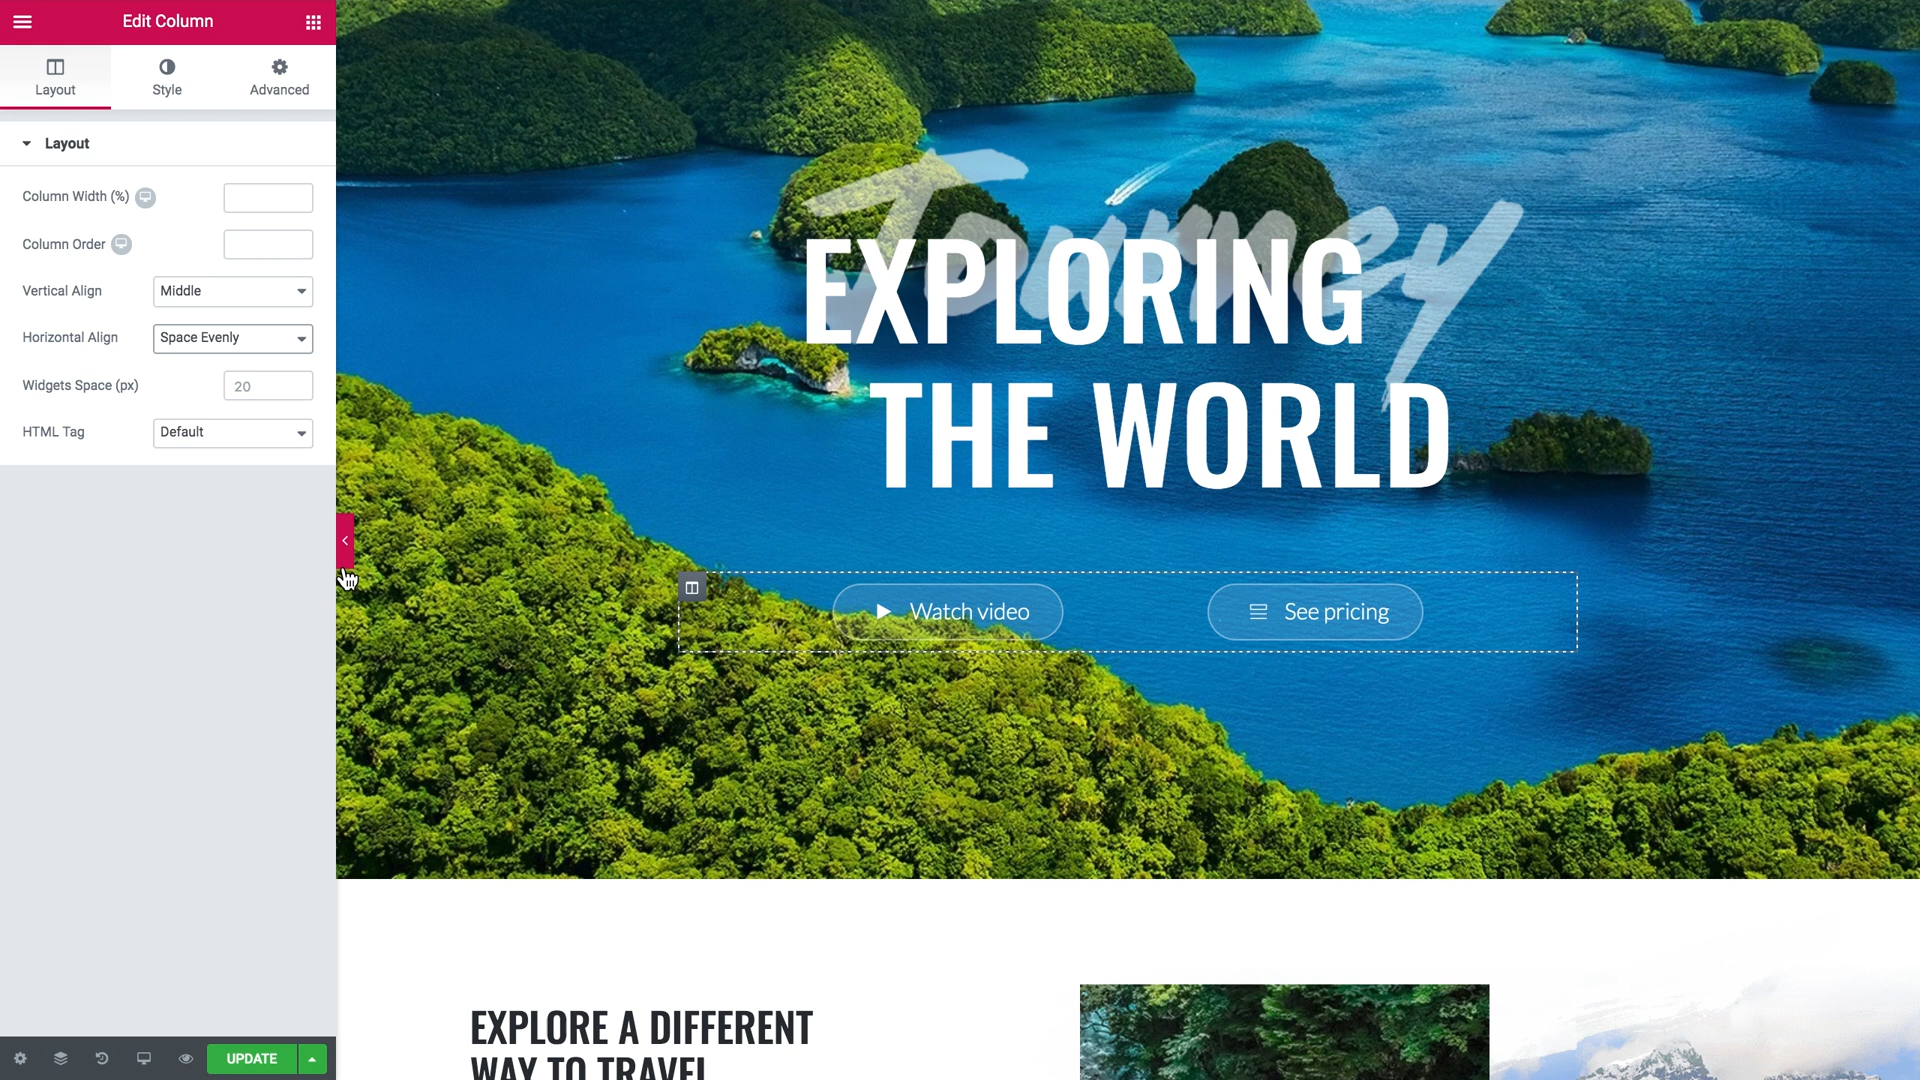 Edit Column
Layout
Style
Advanced
Layout
Column Width (%)
Column Order
Vertical Align
Middle
Horizontal Align
Space Evenly
Widgets Space (px)
20
HTML Tag
Default
UPDATE
Journey
EXPLORING
THE WORLD
Watch video
See pricing
EXPLORE A DIFFERENT
WAY TO TRAVEL